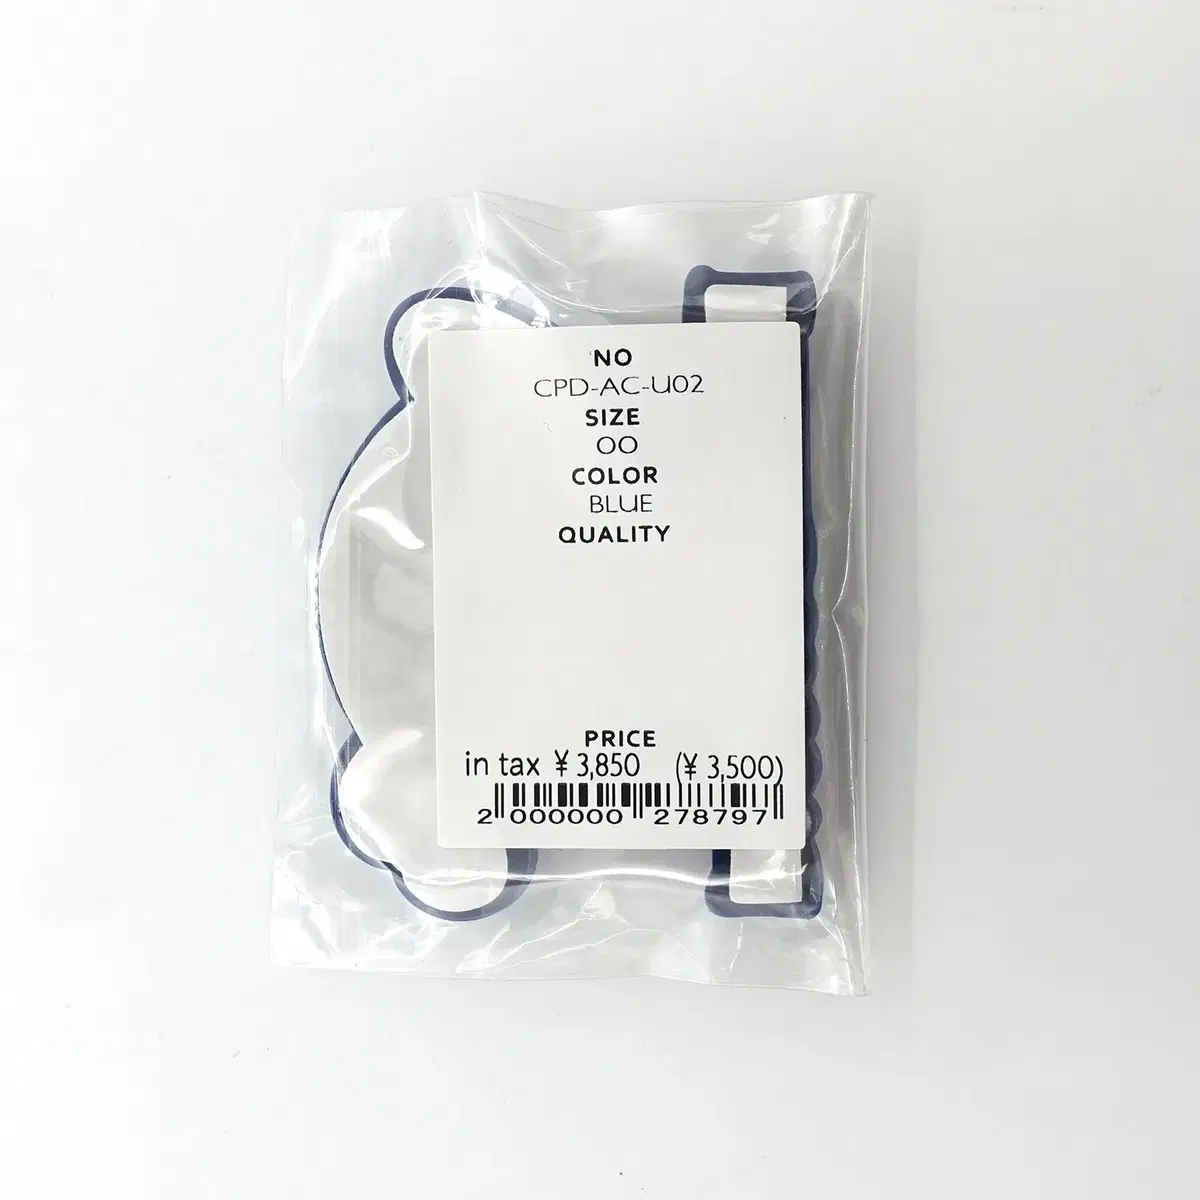 NO
CPD-AC-U02
SIZE
00
COLOR
BLUE
QUALITY
PRICE
in tax ¥ 3,850 (¥ 3,500)
2 000000 278797